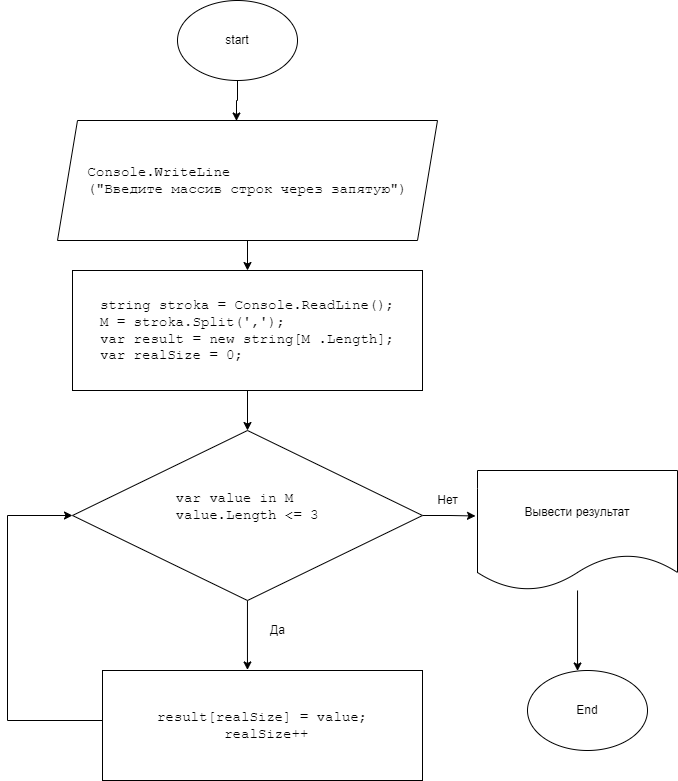 start
Console.WriteLine
("Введите массив строк через запятую")
string stroka = Console.ReadLine();
M = stroka.Split(',');
var result = new string[M .Length];
var realSize = 0;
var value in M
value.Length <= 3
Нет
Вывести результат
Да
result[realSize] = value;
realSize++
End